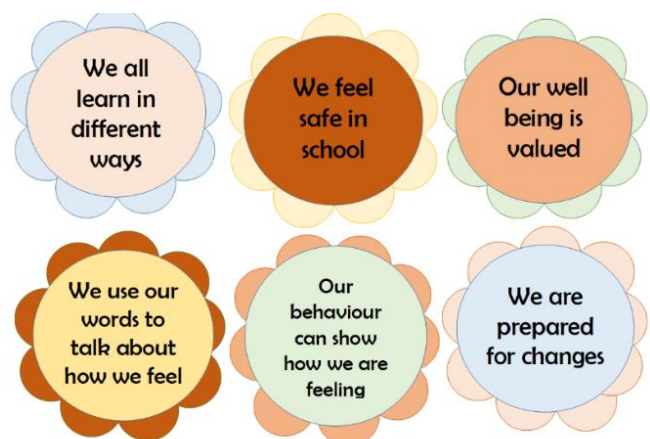 We all
learn in
different
ways
We feel
safe in
school
Our well
being is
valued
We use our
words to
talk about
how we feel
Our
behaviour
can show
how we are
feeling
We are
prepared
for changes